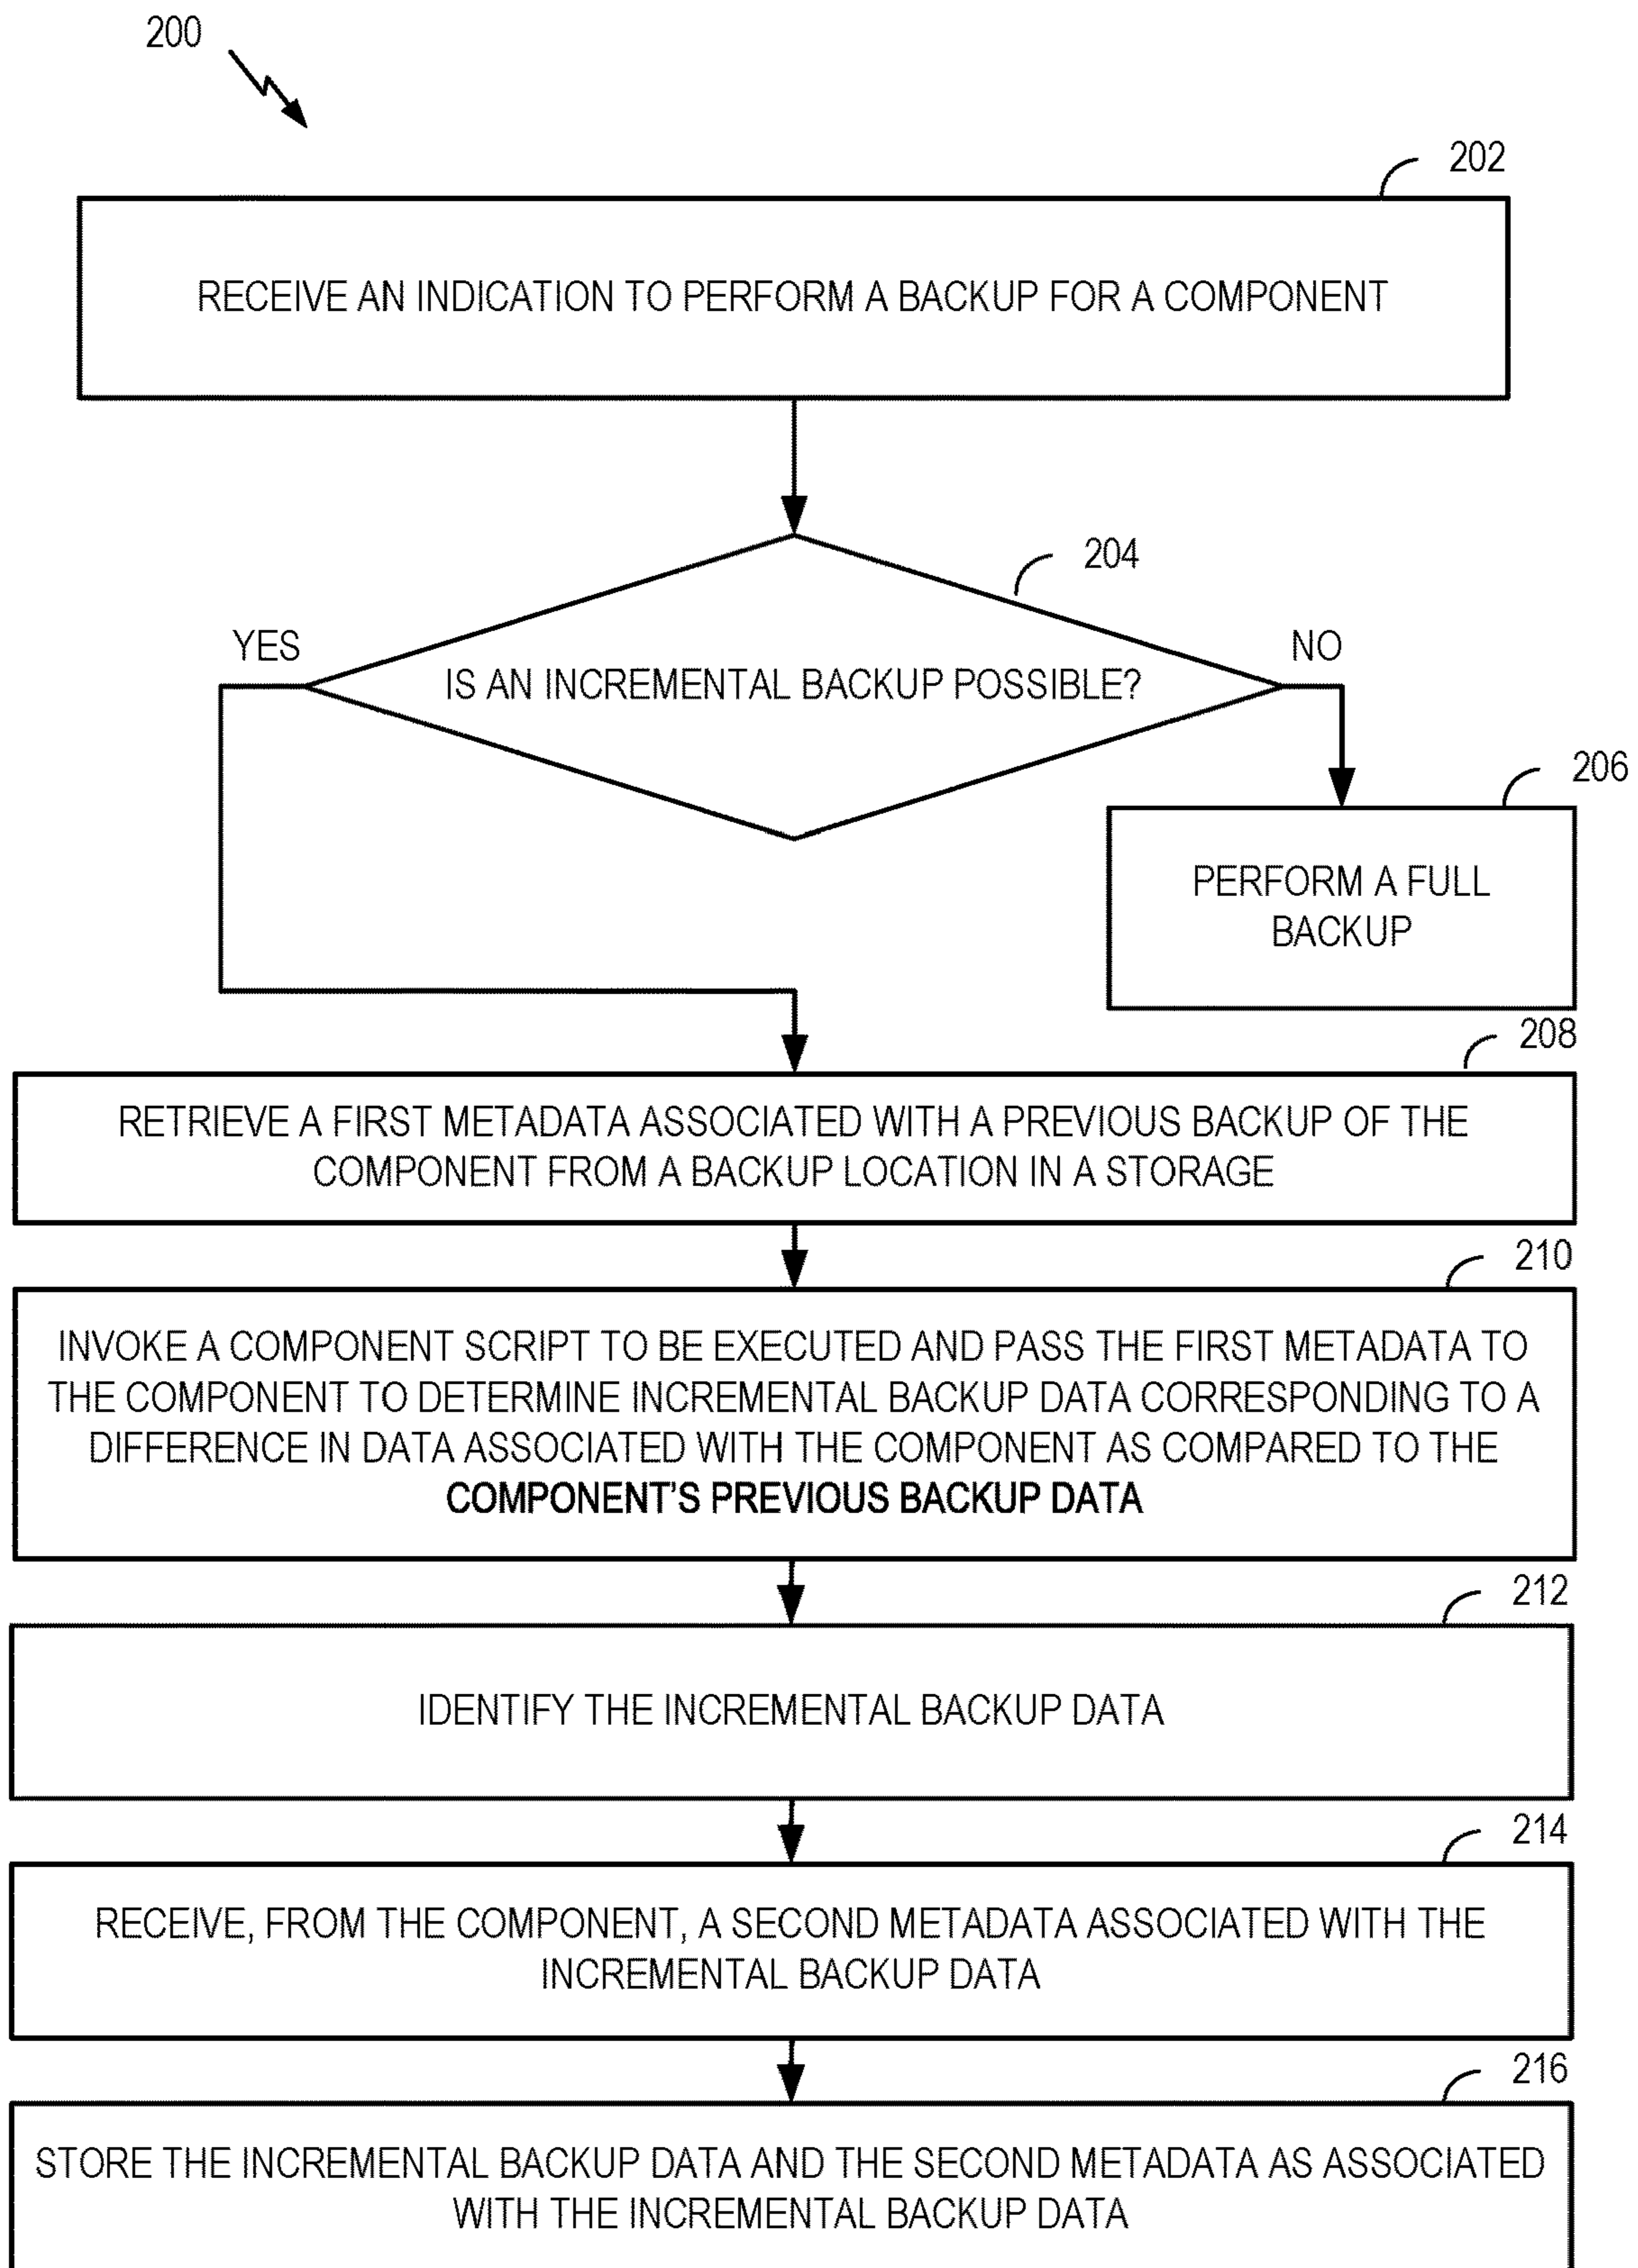 200
202
RECEIVE AN INDICATION TO PERFORM A BACKUP FOR A COMPONENT
204
YES
NO
IS AN INCREMENTAL BACKUP POSSIBLE?
206
PERFORM A FULL
BACKUP
208
RETRIEVE A FIRST METADATA ASSOCIATED WITH A PREVIOUS BACKUP OF THE
COMPONENT FROM A BACKUP LOCATION IN A STORAGE
210
INVOKE A COMPONENT SCRIPT TO BE EXECUTED AND PASS THE FIRST METADATA TO
THE COMPONENT TO DETERMINE INCREMENTAL BACKUP DATA CORRESPONDING TO A
DIFFERENCE IN DATA ASSOCIATED WITH THE COMPONENT AS COMPARED TO THE
COMPONENT’S PREVIOUS BACKUP DATA
212
IDENTIFY THE INCREMENTAL BACKUP DATA
214
RECEIVE, FROM THE COMPONENT, A SECOND METADATA ASSOCIATED WITH THE
INCREMENTAL BACKUP DATA
216
STORE THE INCREMENTAL BACKUP DATA AND THE SECOND METADATA AS ASSOCIATED
WITH THE INCREMENTAL BACKUP DATA